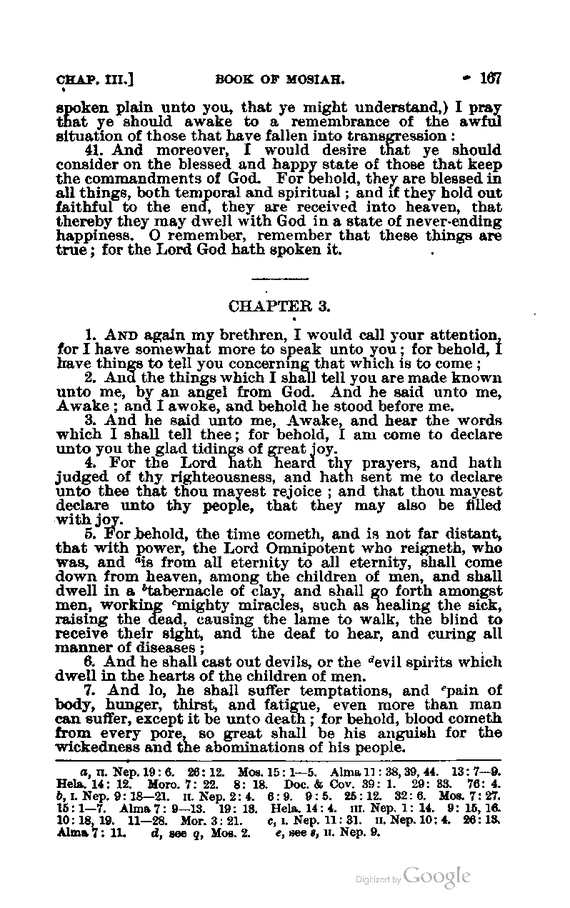 CHAP. III.] BOOK OF MOSIAH. 167
spoken plain unto you, that ye might understand,) I pray
that ye should awake to a remembrance of the awful
situation of those that have fallen into transgression :
41. And moreover, I would desire that ye should
consider on the blessed and happy state of those that keep
the commandments of God. For behold, they are blessed in
all things, both temporal and spiritual ; and if they hold out
faithful to the end, they are received into heaven, that
thereby they may dwell with God in a state of never-ending
happiness. O remember, remember that these things are
true ; for the Lord God hath spoken it.
CHAPTER 3.
1. AND again my brethren, I would call your attention,
for I have somewhat more to speak unto you ; for behold, I
have things to tell you concerning that which is to come ;
2. And the things which I shall tell you are made known
unto me, by an angel from God. And he said unto me,
Awake ; and I awoke, and behold he stood before me.
3. And he said unto me, Awake, and hear the words
which I shall tell thee ; for behold, I am come to declare
unto you the glad tidings of great joy.
4. For the Lord hath heard thy prayers, and hath
judged of thy righteousness, and hath sent me to declare
unto thee that thou mayest rejoice ; and that thou mayest
declare unto thy people, that they may also be filled
with joy.
5. For behold, the time cometh, and is not far distant,
that with power, the Lord Omnipotent who reigneth, who
was, and ᵃis from all eternity to all eternity, shall come
down from heaven, among the children of men, and shall
dwell in a ᵇtabernacle of clay, and shall go forth amongst
men, working ᶜmighty miracles, such as healing the sick,
raising the dead, causing the lame to walk, the blind to
receive their sight, and the deaf to hear, and curing all
manner of diseases ;
6. And he shall cast out devils, or the ᵈevil spirits which
dwell in the hearts of the children of men.
7. And lo, he shall suffer temptations, and ᵉpain of
body, hunger, thirst, and fatigue, even more than man
can suffer, except it be unto death ; for behold, blood cometh
from every pore, so great shall be his anguish for the
wickedness and the abominations of his people.
a, II. Nep. 19 : 6. 26 : 12. Mos. 15 : 1—5. Alma 11 : 38, 39, 44. 13 : 7—9.
Hela. 14 : 12. Moro. 7 : 22. 8 : 18. Doc. & Cov. 39 : 1. 29 : 33. 76 : 4.
b, I. Nep. 9 : 18—21. II. Nep. 2 : 4. 6 : 9. 9 : 5. 25 : 12. 32 : 6. Mos. 7 : 27.
15 : 1—7. Alma 7 : 9—13. 19 : 13. Hela. 14 : 4. III. Nep. 1 : 14. 9 : 15, 16.
10 : 18, 19. 11—28. Mor. 3 : 21. c, I. Nep. 11 : 31. II. Nep. 10 : 4. 26 : 13.
Alma 7 : 11. d, see q, Mos. 2. e, see s, II. Nep. 9.
Digitized by Google